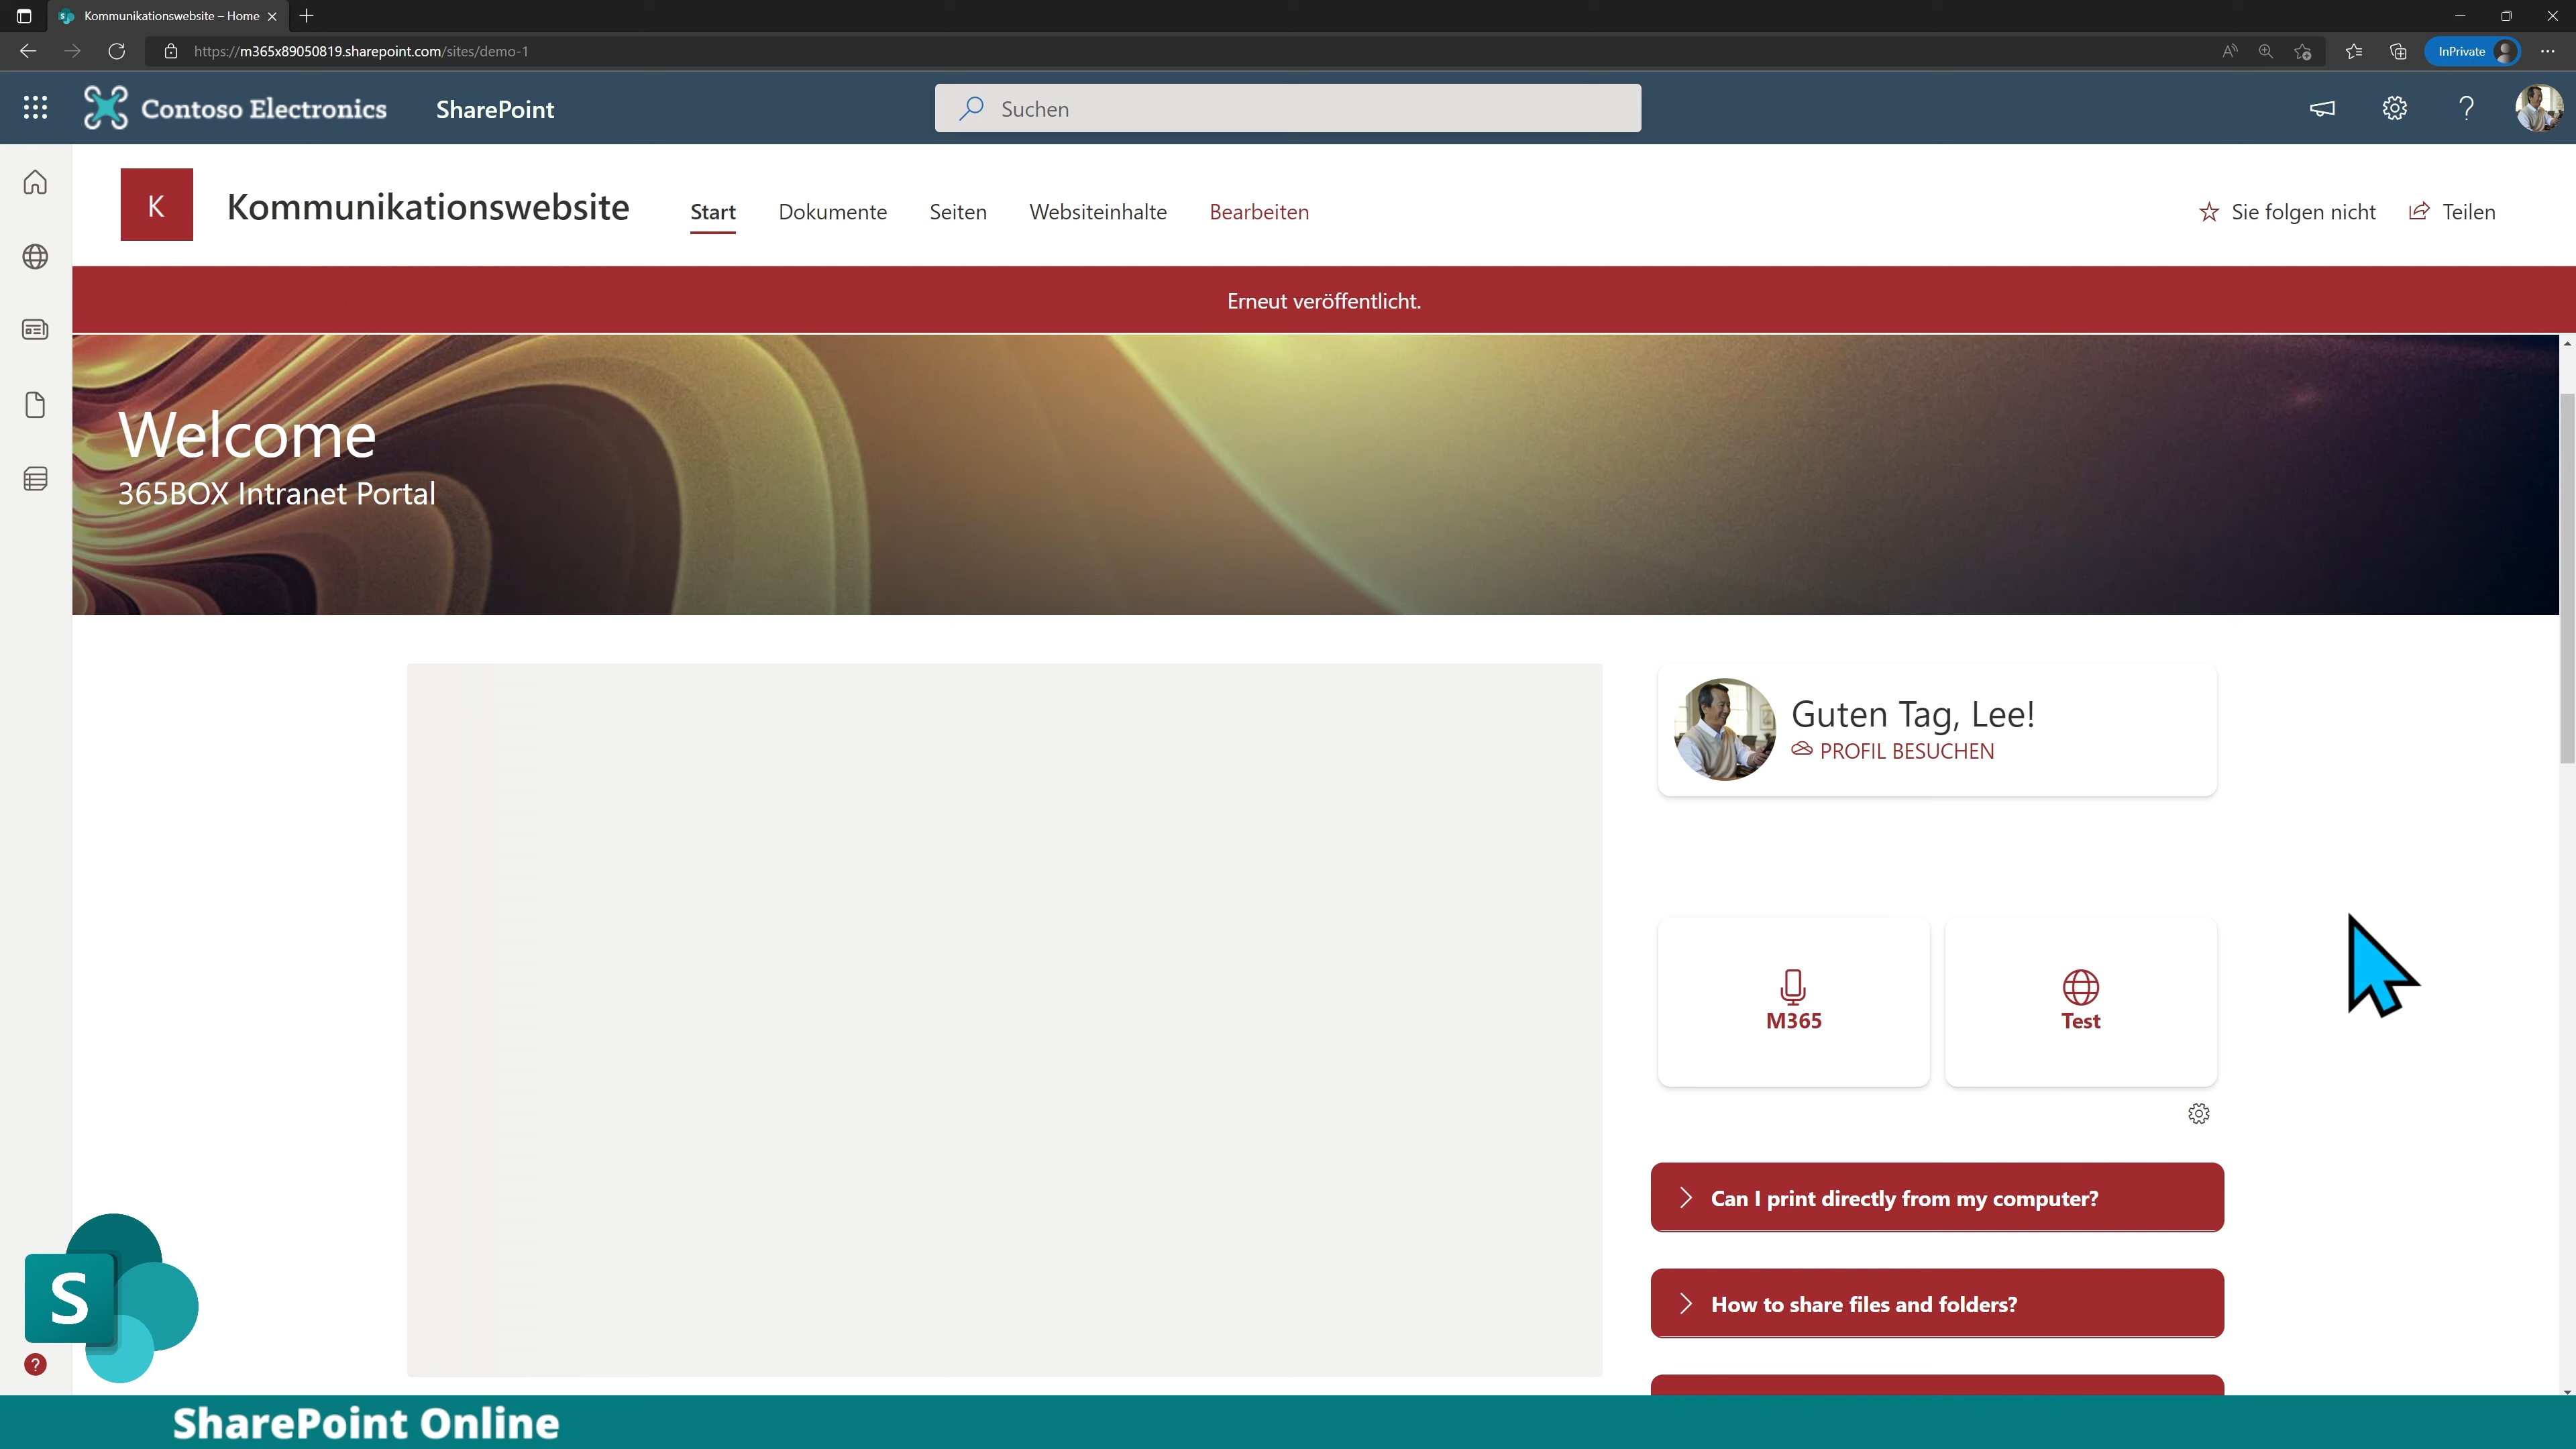 Kommunikationswebsite – Home
https://m365x89050819.sharepoint.com/sites/demo-1
InPrivate
Contoso Electronics
SharePoint
Suchen
K
Kommunikationswebsite
Start
Dokumente
Seiten
Websiteinhalte
Bearbeiten
Sie folgen nicht
Teilen
Erneut veröffentlicht.
Welcome
365BOX Intranet Portal
Guten Tag, Lee!
PROFIL BESUCHEN
M365
Test
Can I print directly from my computer?
How to share files and folders?
S
SharePoint Online